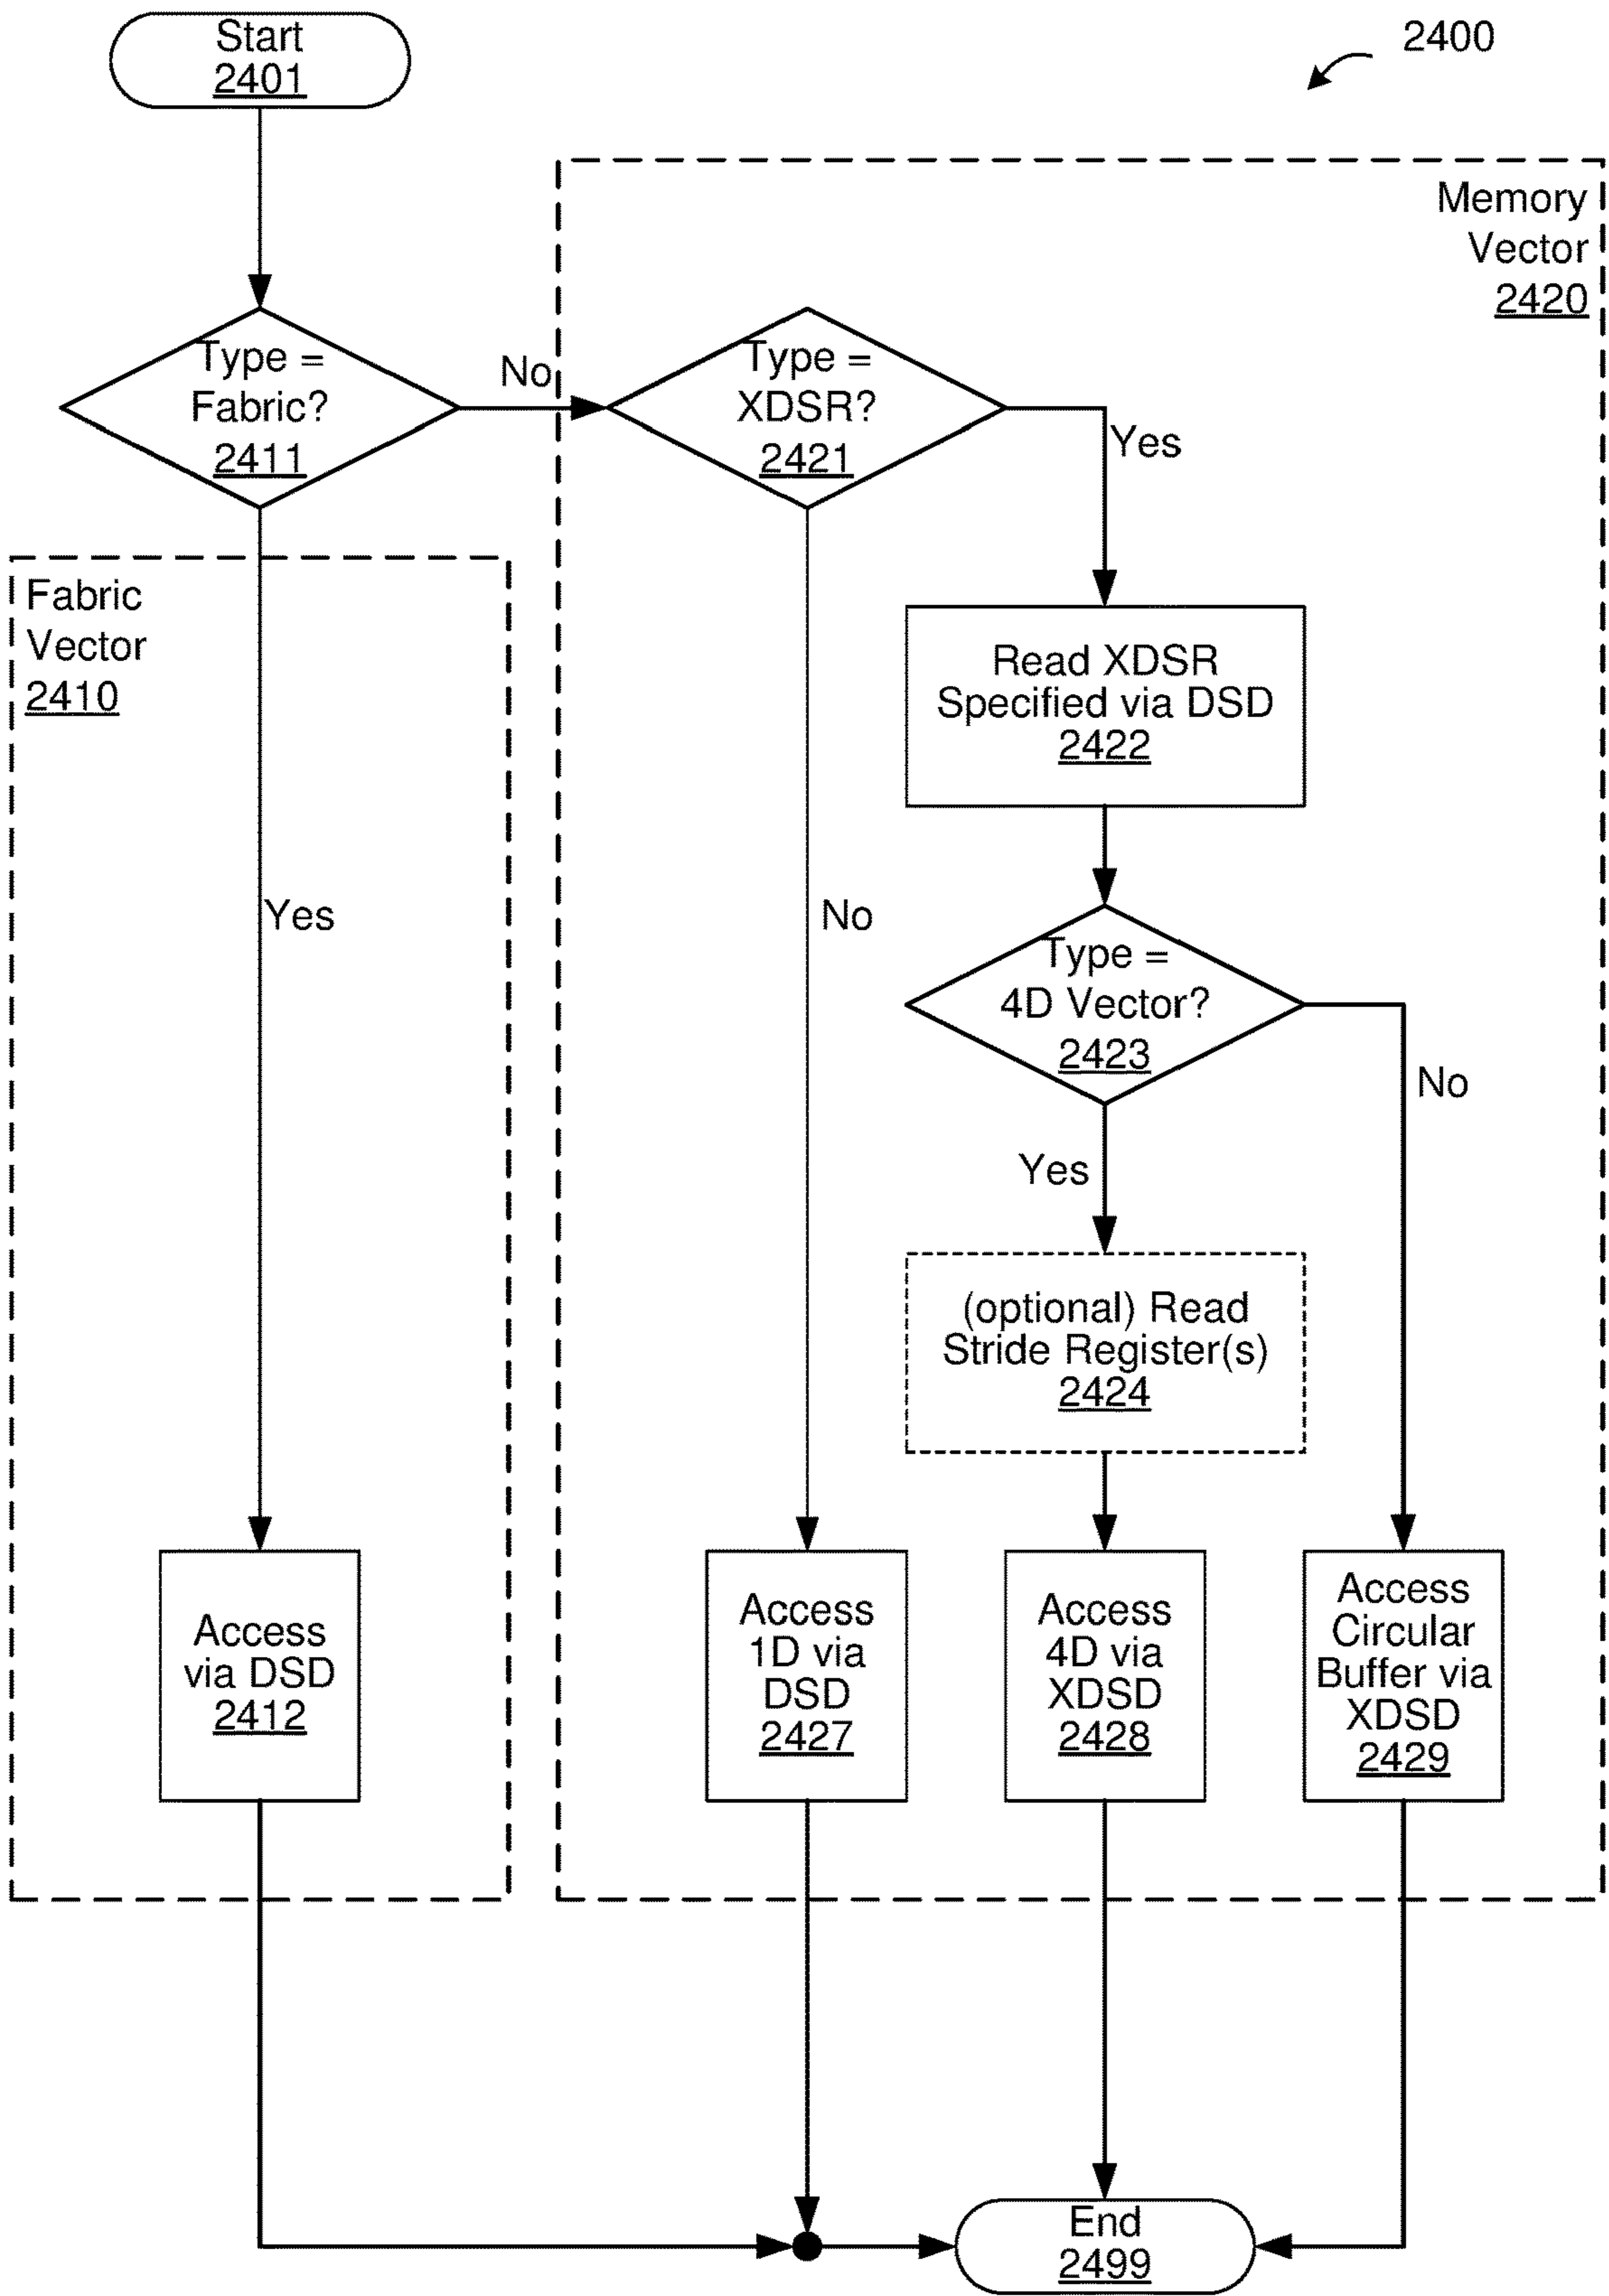 Start
2401
2400
Memory
Vector
2420
Type =
Fabric?
2411
No
Type =
XDSR?
2421
Yes
Fabric
Vector
2410
Read XDSR
Specified via DSD
2422
Yes
No
Type =
4D Vector?
2423
No
Yes
(optional) Read
Stride Register(s)
2424
Access
via DSD
2412
Access
1D via
DSD
2427
Access
4D via
XDSD
2428
Access
Circular
Buffer via
XDSD
2429
End
2499